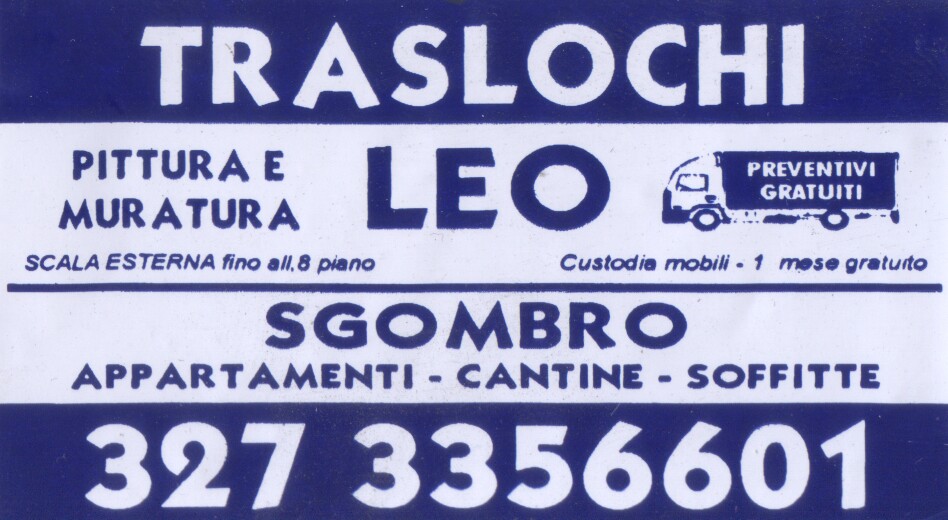 TRASLOCHI
PITTURA E
MURATURA
LEO
PREVENTIVI
GRATUITI
SCALA ESTERNA fino all,8 piano
Custodia mobili - 1 mese gratuito
SGOMBRO
APPARTAMENTI - CANTINE - SOFFITTE
327 3356601